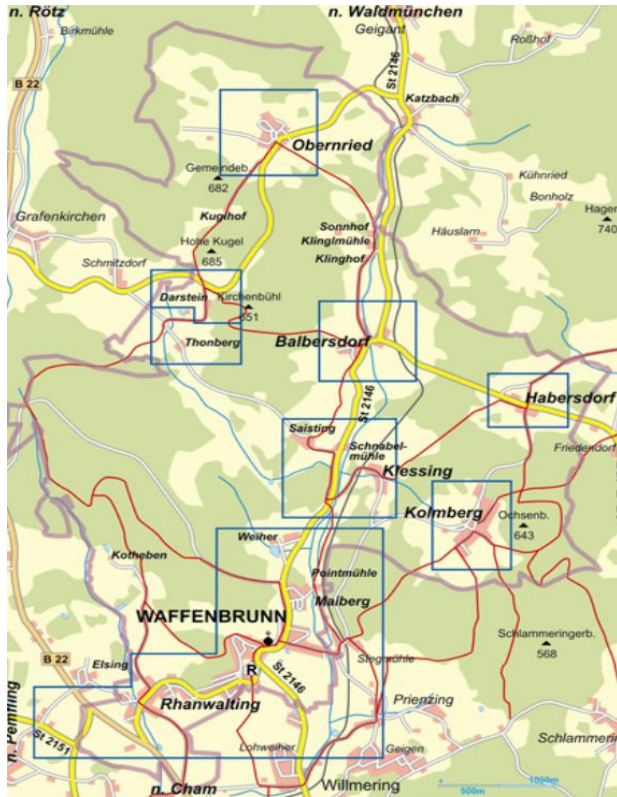 n. Rötz
n. Waldmünchen
Birkmühle
Geigant
Roßhof
B 22
St 2146
Katzbach
Obernried
Gemeindeb.
682
Kühnried
Bonholz
Kuglhof
Hager
740
Grafenkirchen
Sonnhof
Häuslarn
Hohe Kugel
685
Klinglmühle
Klinghof
Schmitzdorf
Darstein
Kirchenbühl
651
Thonberg
Balbersdorf
St 2146
Habersdorf
Saisting
Schnabel-
mühle
Friedendorf
Klessing
Kolmberg
Ochsenb.
643
Weiher
Kotheben
Pointmühle
Maiberg
WAFFENBRUNN
Schlammeringerb.
568
B 22
Elsing
Stegmühle
R
St 2146
n. Pemfling
Rhanwalting
Prienzing
St 2151
Lohweiher
Geigen
Schlammerin
n. Cham
Willmering
500m
1000m